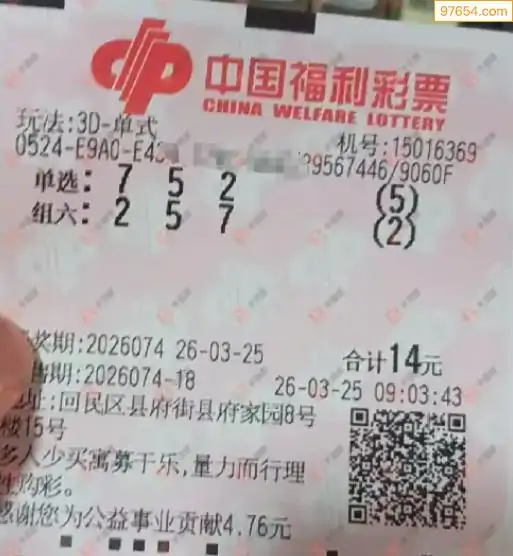 97654.com
中国福利彩票
CHINA WELFARE LOTTERY
玩法:3D-单式
机号:15016369
0524-E9A0-E4 89567446/9060F
单选: 7 5 2 (5)
组六: 2 5 7 (2)
奖期:2026074 26-03-25
合计14元
售期:2026074-18 26-03-25 09:03:43
址:回民区县府街县府家园8号
楼15号
多人少买寓募于乐,量力而行理
性购彩。
感谢您为公益事业贡献4.76元